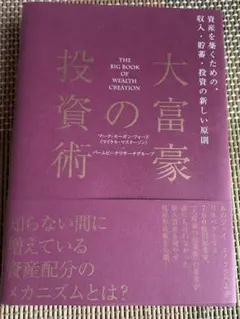 資産を築くための、
収入・貯蓄・投資の新しい原則
THE
BIG BOOK
OF
WEALTH
CREATION
大富豪
の
投資術
マーク・モーガン・フォード
(マイケル・マスターソン)
パームビーチリサーチグループ
知らない間に
増えている
資産配分の
メカニズムとは?